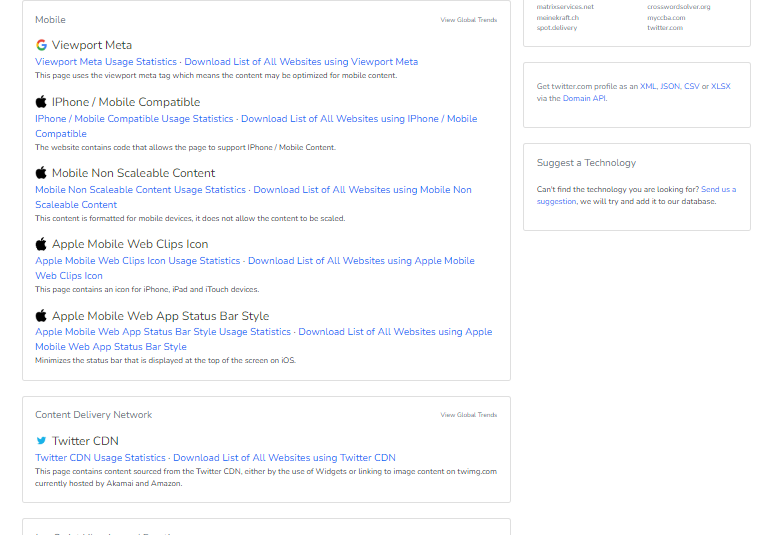 Mobile
View Global Trends
Viewport Meta
Viewport Meta Usage Statistics · Download List of All Websites using Viewport Meta
This page uses the viewport meta tag which means the content may be optimized for mobile content.
IPhone / Mobile Compatible
IPhone / Mobile Compatible Usage Statistics · Download List of All Websites using IPhone / Mobile
Compatible
The website contains code that allows the page to support IPhone / Mobile Content.
Mobile Non Scaleable Content
Mobile Non Scaleable Content Usage Statistics · Download List of All Websites using Mobile Non
Scaleable Content
This content is formatted for mobile devices, it does not allow the content to be scaled.
Apple Mobile Web Clips Icon
Apple Mobile Web Clips Icon Usage Statistics · Download List of All Websites using Apple Mobile
Web Clips Icon
This page contains an icon for iPhone, iPad and iTouch devices.
Apple Mobile Web App Status Bar Style
Apple Mobile Web App Status Bar Style Usage Statistics · Download List of All Websites using Apple
Mobile Web App Status Bar Style
Minimizes the status bar that is displayed at the top of the screen on iOS.
Content Delivery Network
View Global Trends
Twitter CDN
Twitter CDN Usage Statistics · Download List of All Websites using Twitter CDN
This page contains content sourced from the Twitter CDN, either by the use of Widgets or linking to image content on twimg.com
currently hosted by Akamai and Amazon.
matrixservices.net
crosswordsolver.org
meinekraft.ch
myccba.com
spot.delivery
twitter.com
Get twitter.com profile as an XML, JSON, CSV or XLSX
via the Domain API.
Suggest a Technology
Can't find the technology you are looking for? Send us a
suggestion, we will try and add it to our database.